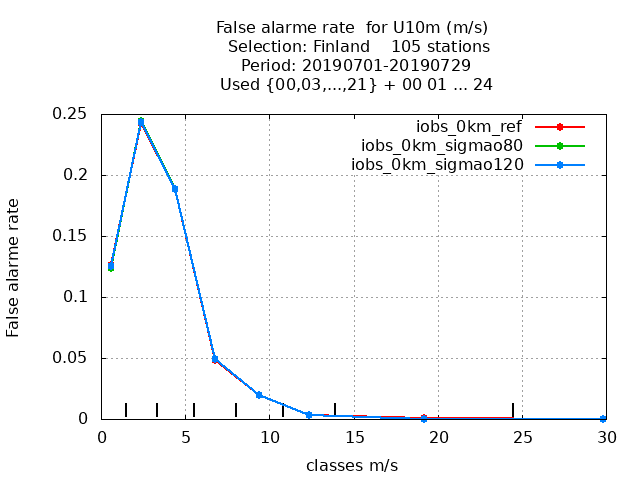 False alarme rate  for U10m (m/s)
Selection: Finland    105 stations
Period: 20190701-20190729
Used {00,03,...,21} + 00 01 ... 24
0.25
iobs_0km_ref
iobs_0km_sigmao80
iobs_0km_sigmao120
0.2
0.15
False alarme rate
0.1
0.05
0
0 5 10 15 20 25 30
classes m/s